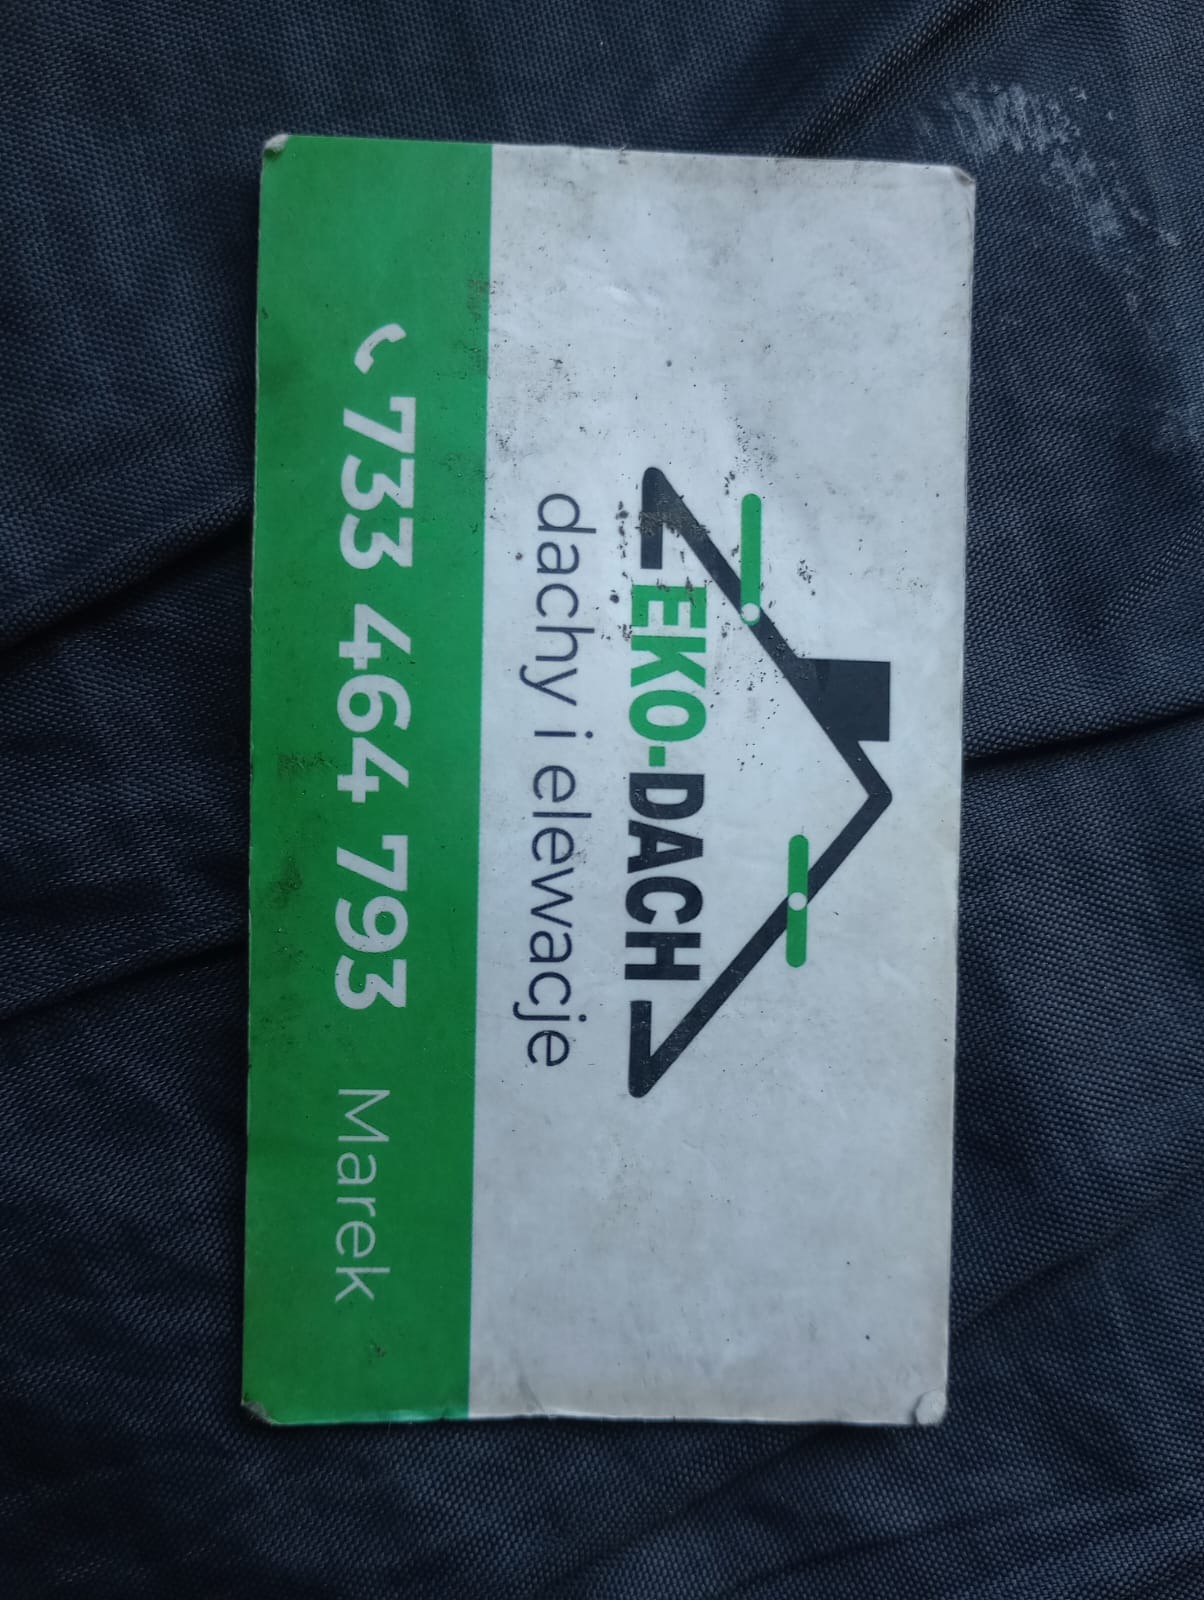 EKO-DACH
dachy i elewacje
733 464 793 Marek